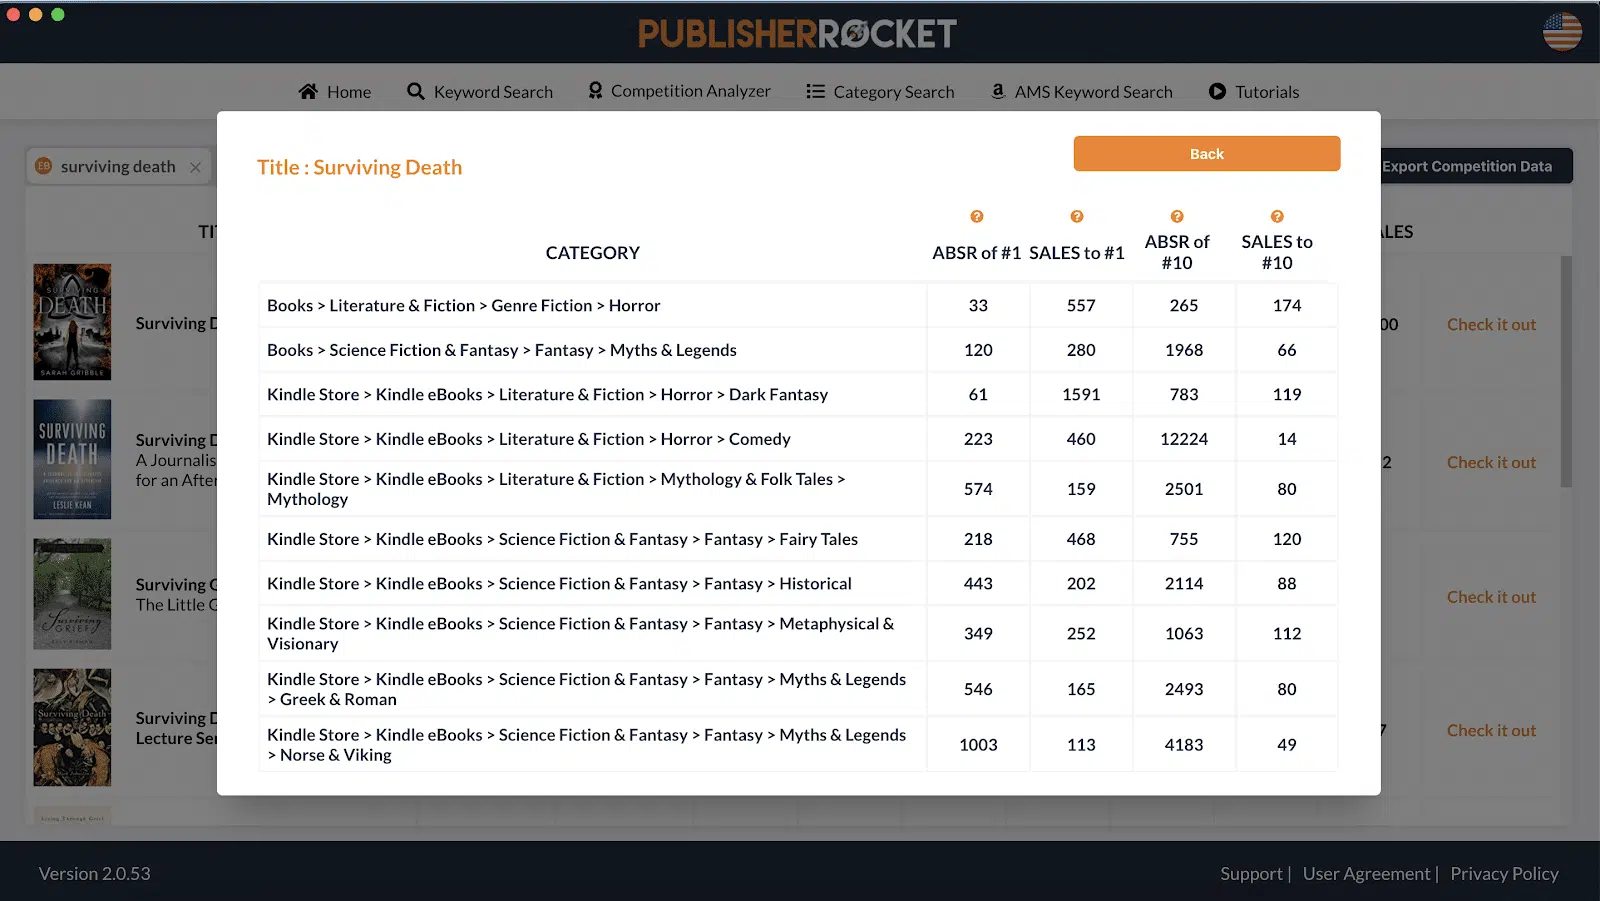 PUBLISHERROCKET
Home
Keyword Search
Competition Analyzer
Category Search
AMS Keyword Search
Tutorials
EB surviving death ×
Export Competition Data
Title : Surviving Death
Back
CATEGORY
ABSR of #1
SALES to #1
ABSR of
#10
SALES to
#10
Books > Literature & Fiction > Genre Fiction > Horror 33 557 265 174
Books > Science Fiction & Fantasy > Fantasy > Myths & Legends 120 280 1968 66
Kindle Store > Kindle eBooks > Literature & Fiction > Horror > Dark Fantasy 61 1591 783 119
Kindle Store > Kindle eBooks > Literature & Fiction > Horror > Comedy 223 460 12224 14
Kindle Store > Kindle eBooks > Literature & Fiction > Mythology & Folk Tales >
Mythology 574 159 2501 80
Kindle Store > Kindle eBooks > Science Fiction & Fantasy > Fantasy > Fairy Tales 218 468 755 120
Kindle Store > Kindle eBooks > Science Fiction & Fantasy > Fantasy > Historical 443 202 2114 88
Kindle Store > Kindle eBooks > Science Fiction & Fantasy > Fantasy > Metaphysical &
Visionary 349 252 1063 112
Kindle Store > Kindle eBooks > Science Fiction & Fantasy > Fantasy > Myths & Legends
> Greek & Roman 546 165 2493 80
Kindle Store > Kindle eBooks > Science Fiction & Fantasy > Fantasy > Myths & Legends
> Norse & Viking 1003 113 4183 49
TI
LES
SURVIVING
DEATH
SARAH GRIBBLE
Surviving D
00
Check it out
SURVIVING
DEATH
LESLIE KEAN
Surviving D
A Journalis
for an After
2
Check it out
Surviving
GRIEF
Surviving G
The Little G
Check it out
Surviving Death
Surviving D
Lecture Ser
7
Check it out
Living Through Grief
Version 2.0.53
Support |
User Agreement |
Privacy Policy